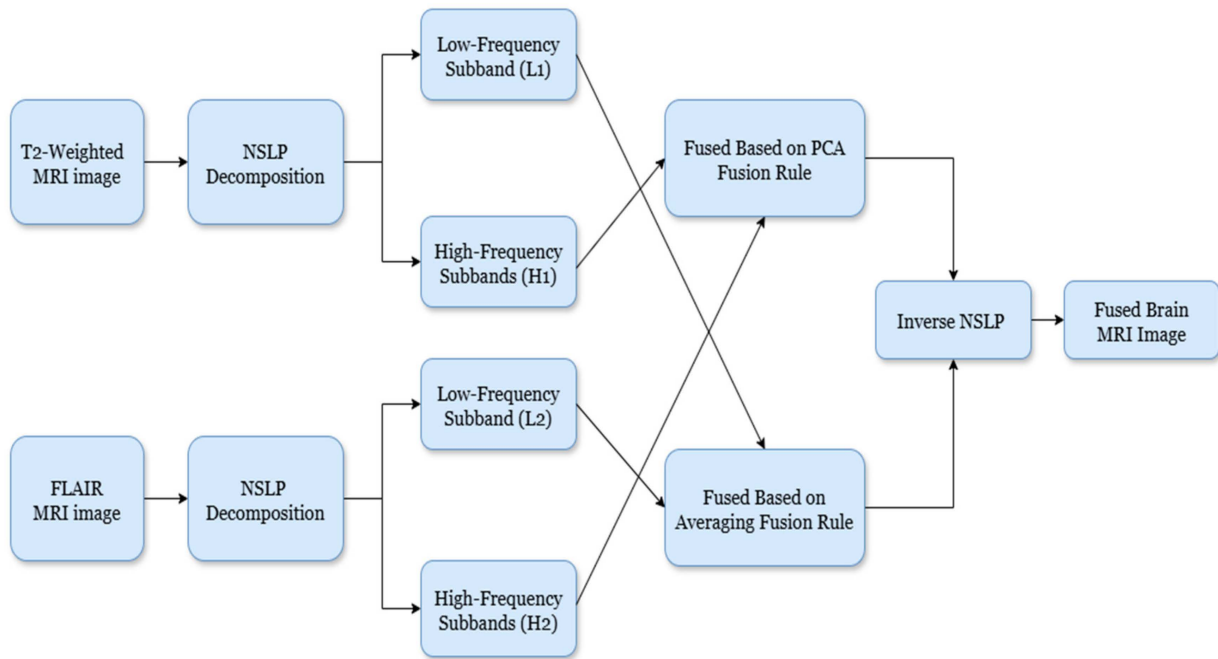 T2-Weighted
MRI image
NSLP
Decomposition
Low-Frequency
Subband (L1)
High-Frequency
Subbands (H1)
Fused Based on PCA
Fusion Rule
FLAIR
MRI image
NSLP
Decomposition
Low-Frequency
Subband (L2)
High-Frequency
Subbands (H2)
Fused Based on
Averaging Fusion Rule
Inverse NSLP
Fused Brain
MRI Image